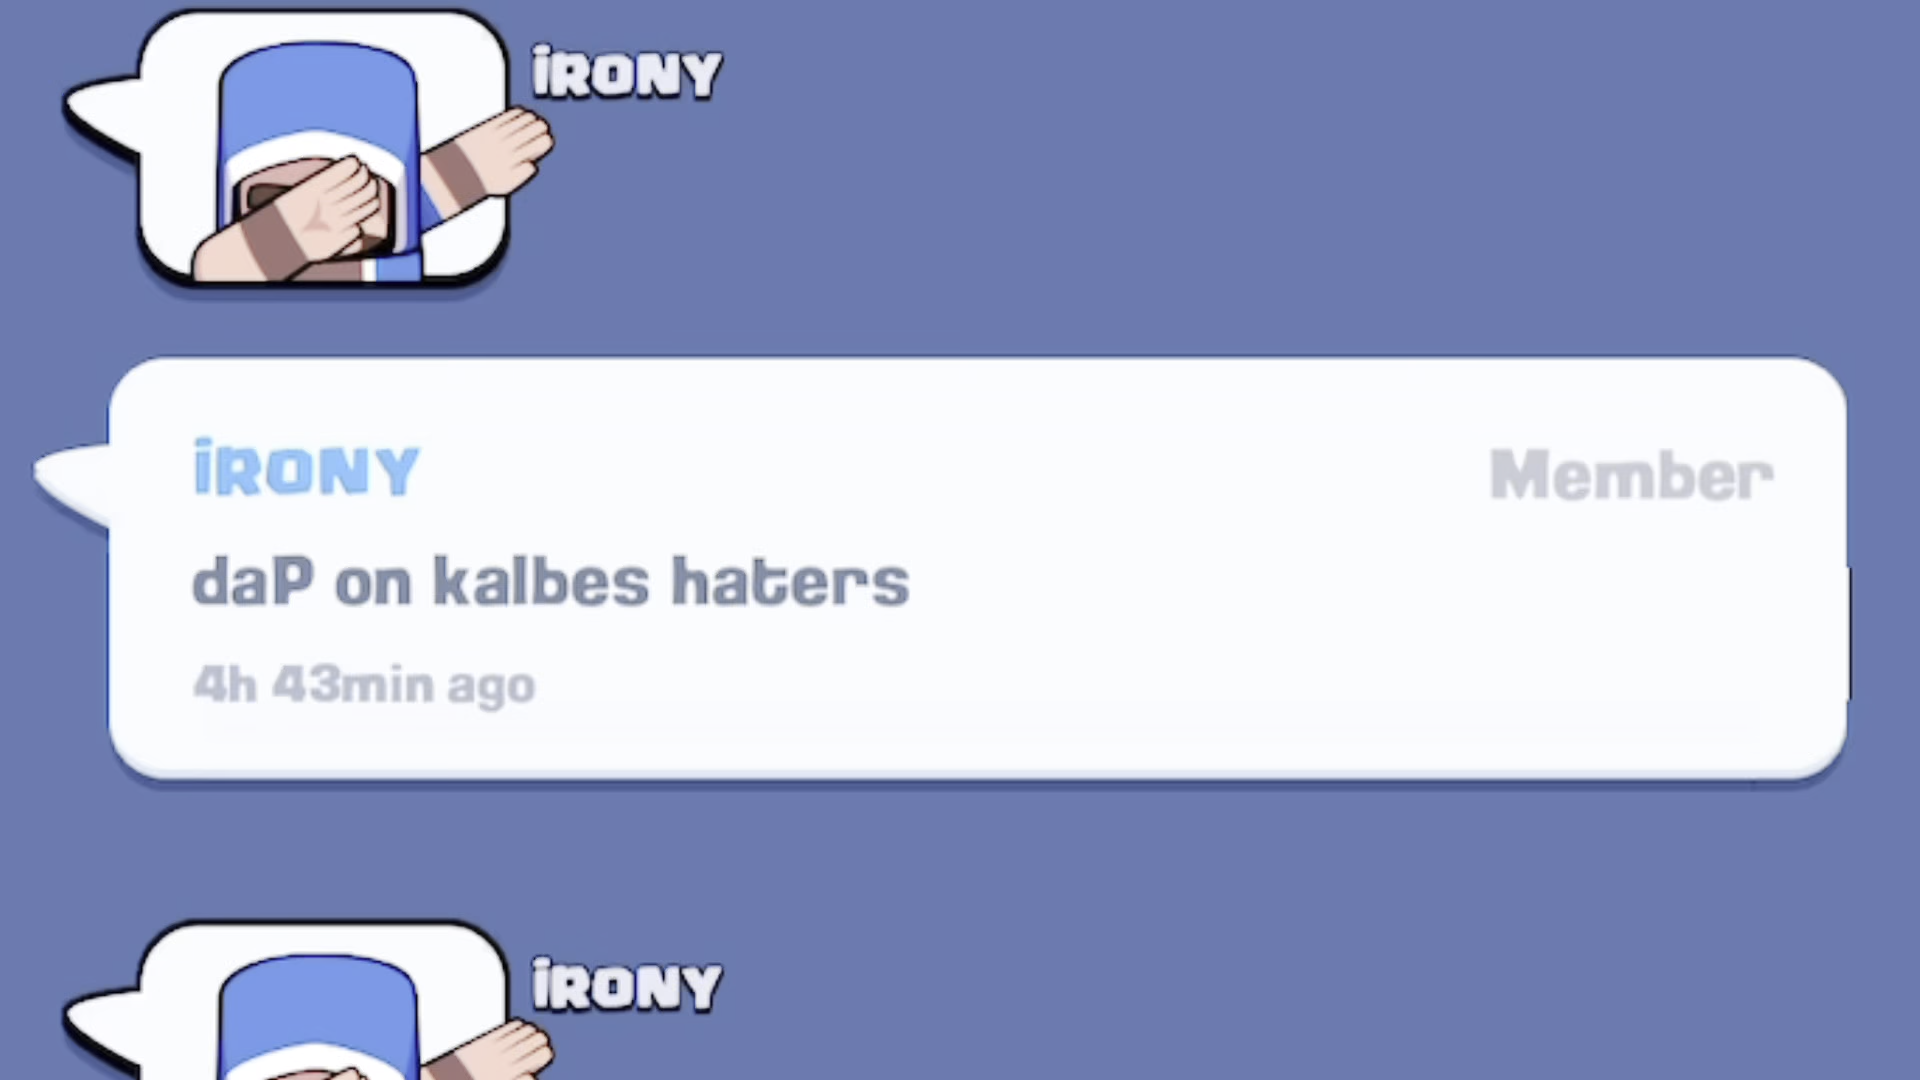 iRONY
iRONY
Member
daP on kalbes haters
4h 43min ago
iRONY